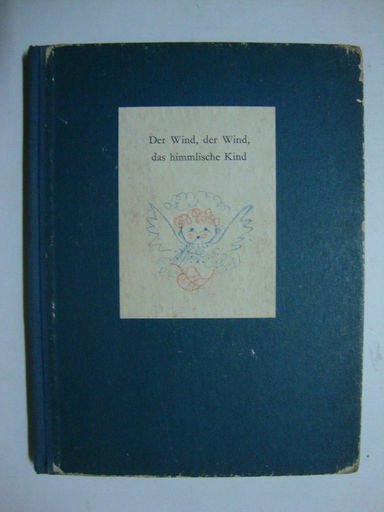 Der Wind, der Wind,
das himmlische Kind